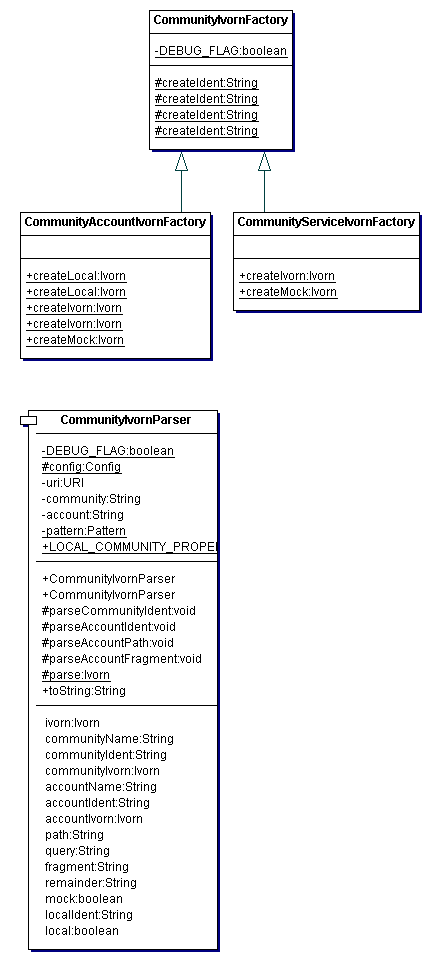 CommunityIvornFactory
-DEBUG_FLAG:boolean
#createIdent:String
#createIdent:String
#createIdent:String
#createIdent:String
CommunityAccountIvornFactory
+createLocal:Ivorn
+createLocal:Ivorn
+createIvorn:Ivorn
+createIvorn:Ivorn
+createMock:Ivorn
CommunityServiceIvornFactory
+createIvorn:Ivorn
+createMock:Ivorn
CommunityIvornParser
-DEBUG_FLAG:boolean
#config:Config
-uri:URI
-community:String
-account:String
-pattern:Pattern
+LOCAL_COMMUNITY_PROPE
+CommunityIvornParser
+CommunityIvornParser
#parseCommunityIdent:void
#parseAccountIdent:void
#parseAccountPath:void
#parseAccountFragment:void
#parse:Ivorn
+toString:String
ivorn:Ivorn
communityName:String
communityIdent:String
communityIvorn:Ivorn
accountName:String
accountIdent:String
accountIvorn:Ivorn
path:String
query:String
fragment:String
remainder:String
mock:boolean
localIdent:String
local:boolean